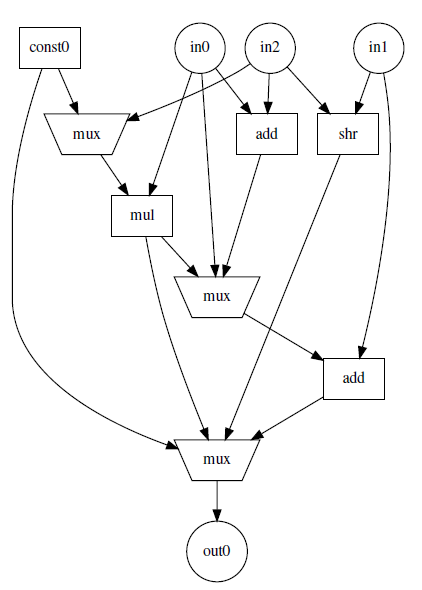 const0
in0
in2
in1
mux
add
shr
mul
mux
add
mux
out0